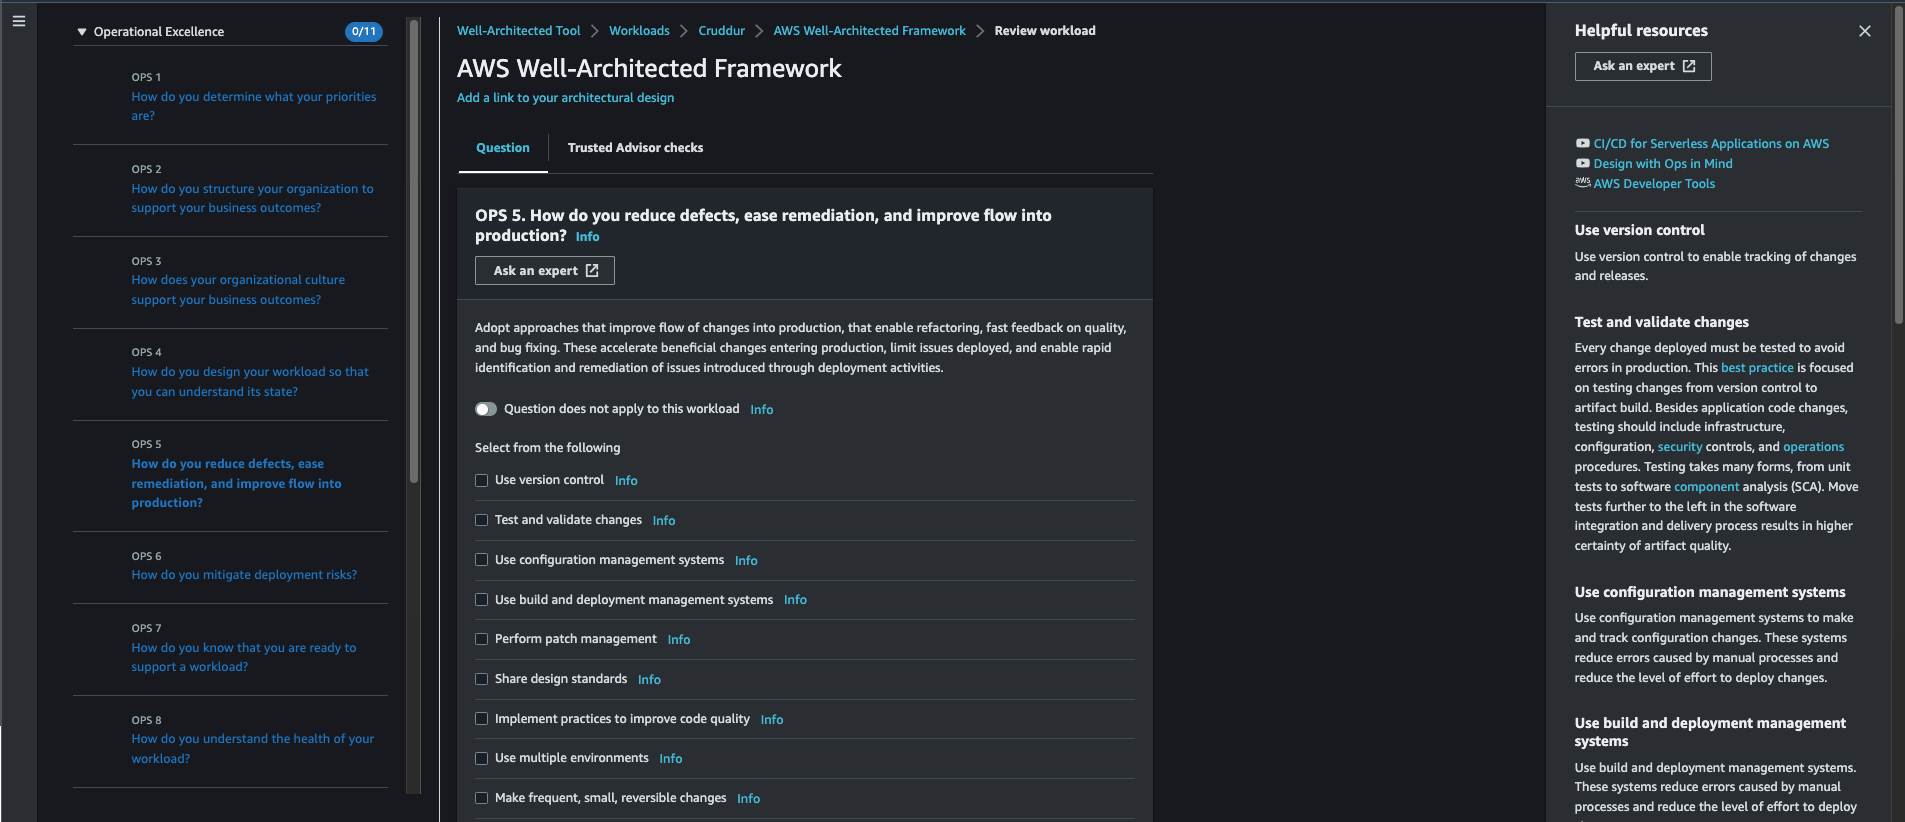 Operational Excellence
0/11
OPS 1
How do you determine what your priorities
are?
OPS 2
How do you structure your organization to
support your business outcomes?
OPS 3
How does your organizational culture
support your business outcomes?
OPS 4
How do you design your workload so that
you can understand its state?
OPS 5
How do you reduce defects, ease
remediation, and improve flow into
production?
OPS 6
How do you mitigate deployment risks?
OPS 7
How do you know that you are ready to
support a workload?
OPS 8
How do you understand the health of your
workload?
Well-Architected Tool > Workloads > Cruddur > AWS Well-Architected Framework > Review workload
AWS Well-Architected Framework
Add a link to your architectural design
Question
Trusted Advisor checks
OPS 5. How do you reduce defects, ease remediation, and improve flow into
production? Info
Ask an expert
Adopt approaches that improve flow of changes into production, that enable refactoring, fast feedback on quality,
and bug fixing. These accelerate beneficial changes entering production, limit issues deployed, and enable rapid
identification and remediation of issues introduced through deployment activities.
Question does not apply to this workload Info
Select from the following
Use version control Info
Test and validate changes Info
Use configuration management systems Info
Use build and deployment management systems Info
Perform patch management Info
Share design standards Info
Implement practices to improve code quality Info
Use multiple environments Info
Make frequent, small, reversible changes Info
Helpful resources
Ask an expert
CI/CD for Serverless Applications on AWS
Design with Ops in Mind
aws AWS Developer Tools
Use version control
Use version control to enable tracking of changes
and releases.
Test and validate changes
Every change deployed must be tested to avoid
errors in production. This best practice is focused
on testing changes from version control to
artifact build. Besides application code changes,
testing should include infrastructure,
configuration, security controls, and operations
procedures. Testing takes many forms, from unit
tests to software component analysis (SCA). Move
tests further to the left in the software
integration and delivery process results in higher
certainty of artifact quality.
Use configuration management systems
Use configuration management systems to make
and track configuration changes. These systems
reduce errors caused by manual processes and
reduce the level of effort to deploy changes.
Use build and deployment management
systems
Use build and deployment management systems.
These systems reduce errors caused by manual
processes and reduce the level of effort to deploy